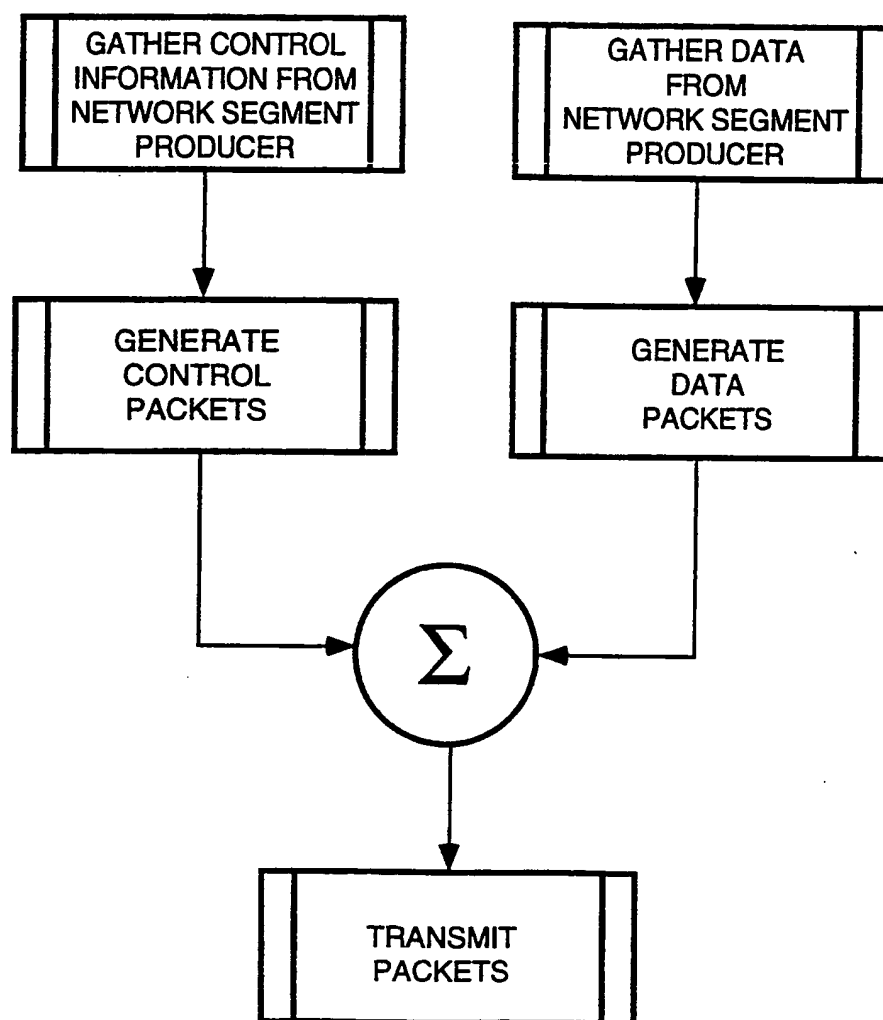 GATHER CONTROL
INFORMATION FROM
NETWORK SEGMENT
PRODUCER
GATHER DATA
FROM
NETWORK SEGMENT
PRODUCER
GENERATE
CONTROL
PACKETS
GENERATE
DATA
PACKETS
Σ
TRANSMIT
PACKETS